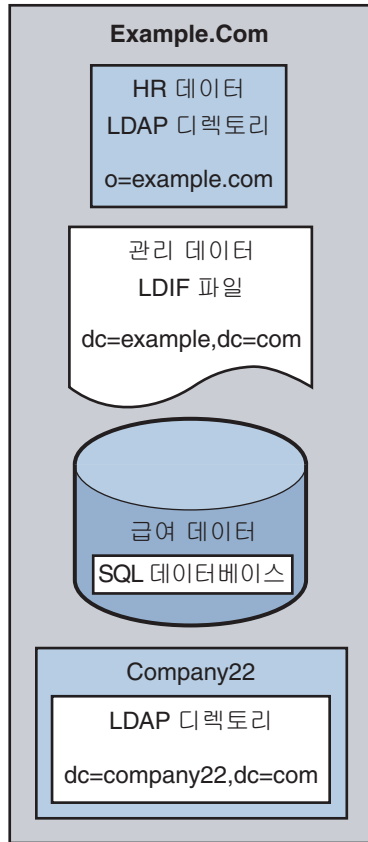 Example.Com
HR 데이터
LDAP 디렉토리
o=example.com
관리 데이터
LDIF 파일
dc=example,dc=com
급여 데이터
SQL 데이터베이스
Company22
LDAP 디렉토리
dc=company22,dc=com